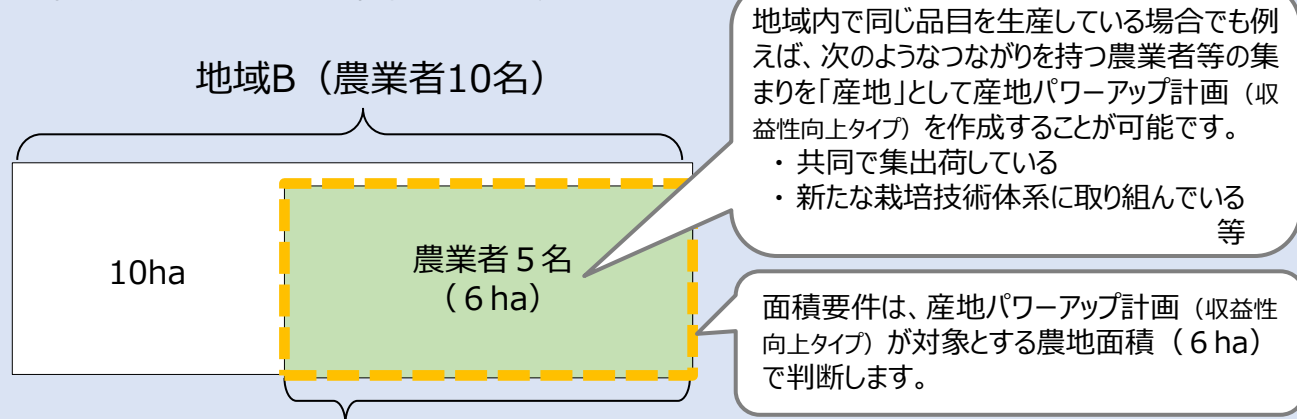 地域B（農業者10名）
10ha
農業者５名
（６ha）
地域内で同じ品目を生産している場合でも例
えば、次のようなつながりを持つ農業者等の集
まりを「産地」として産地パワーアップ計画（収
益性向上タイプ）を作成することが可能です。
・ 共同で集出荷している
・ 新たな栽培技術体系に取り組んでいる
等
面積要件は、産地パワーアップ計画（収益性
向上タイプ）が対象とする農地面積（６ha）
で判断します。